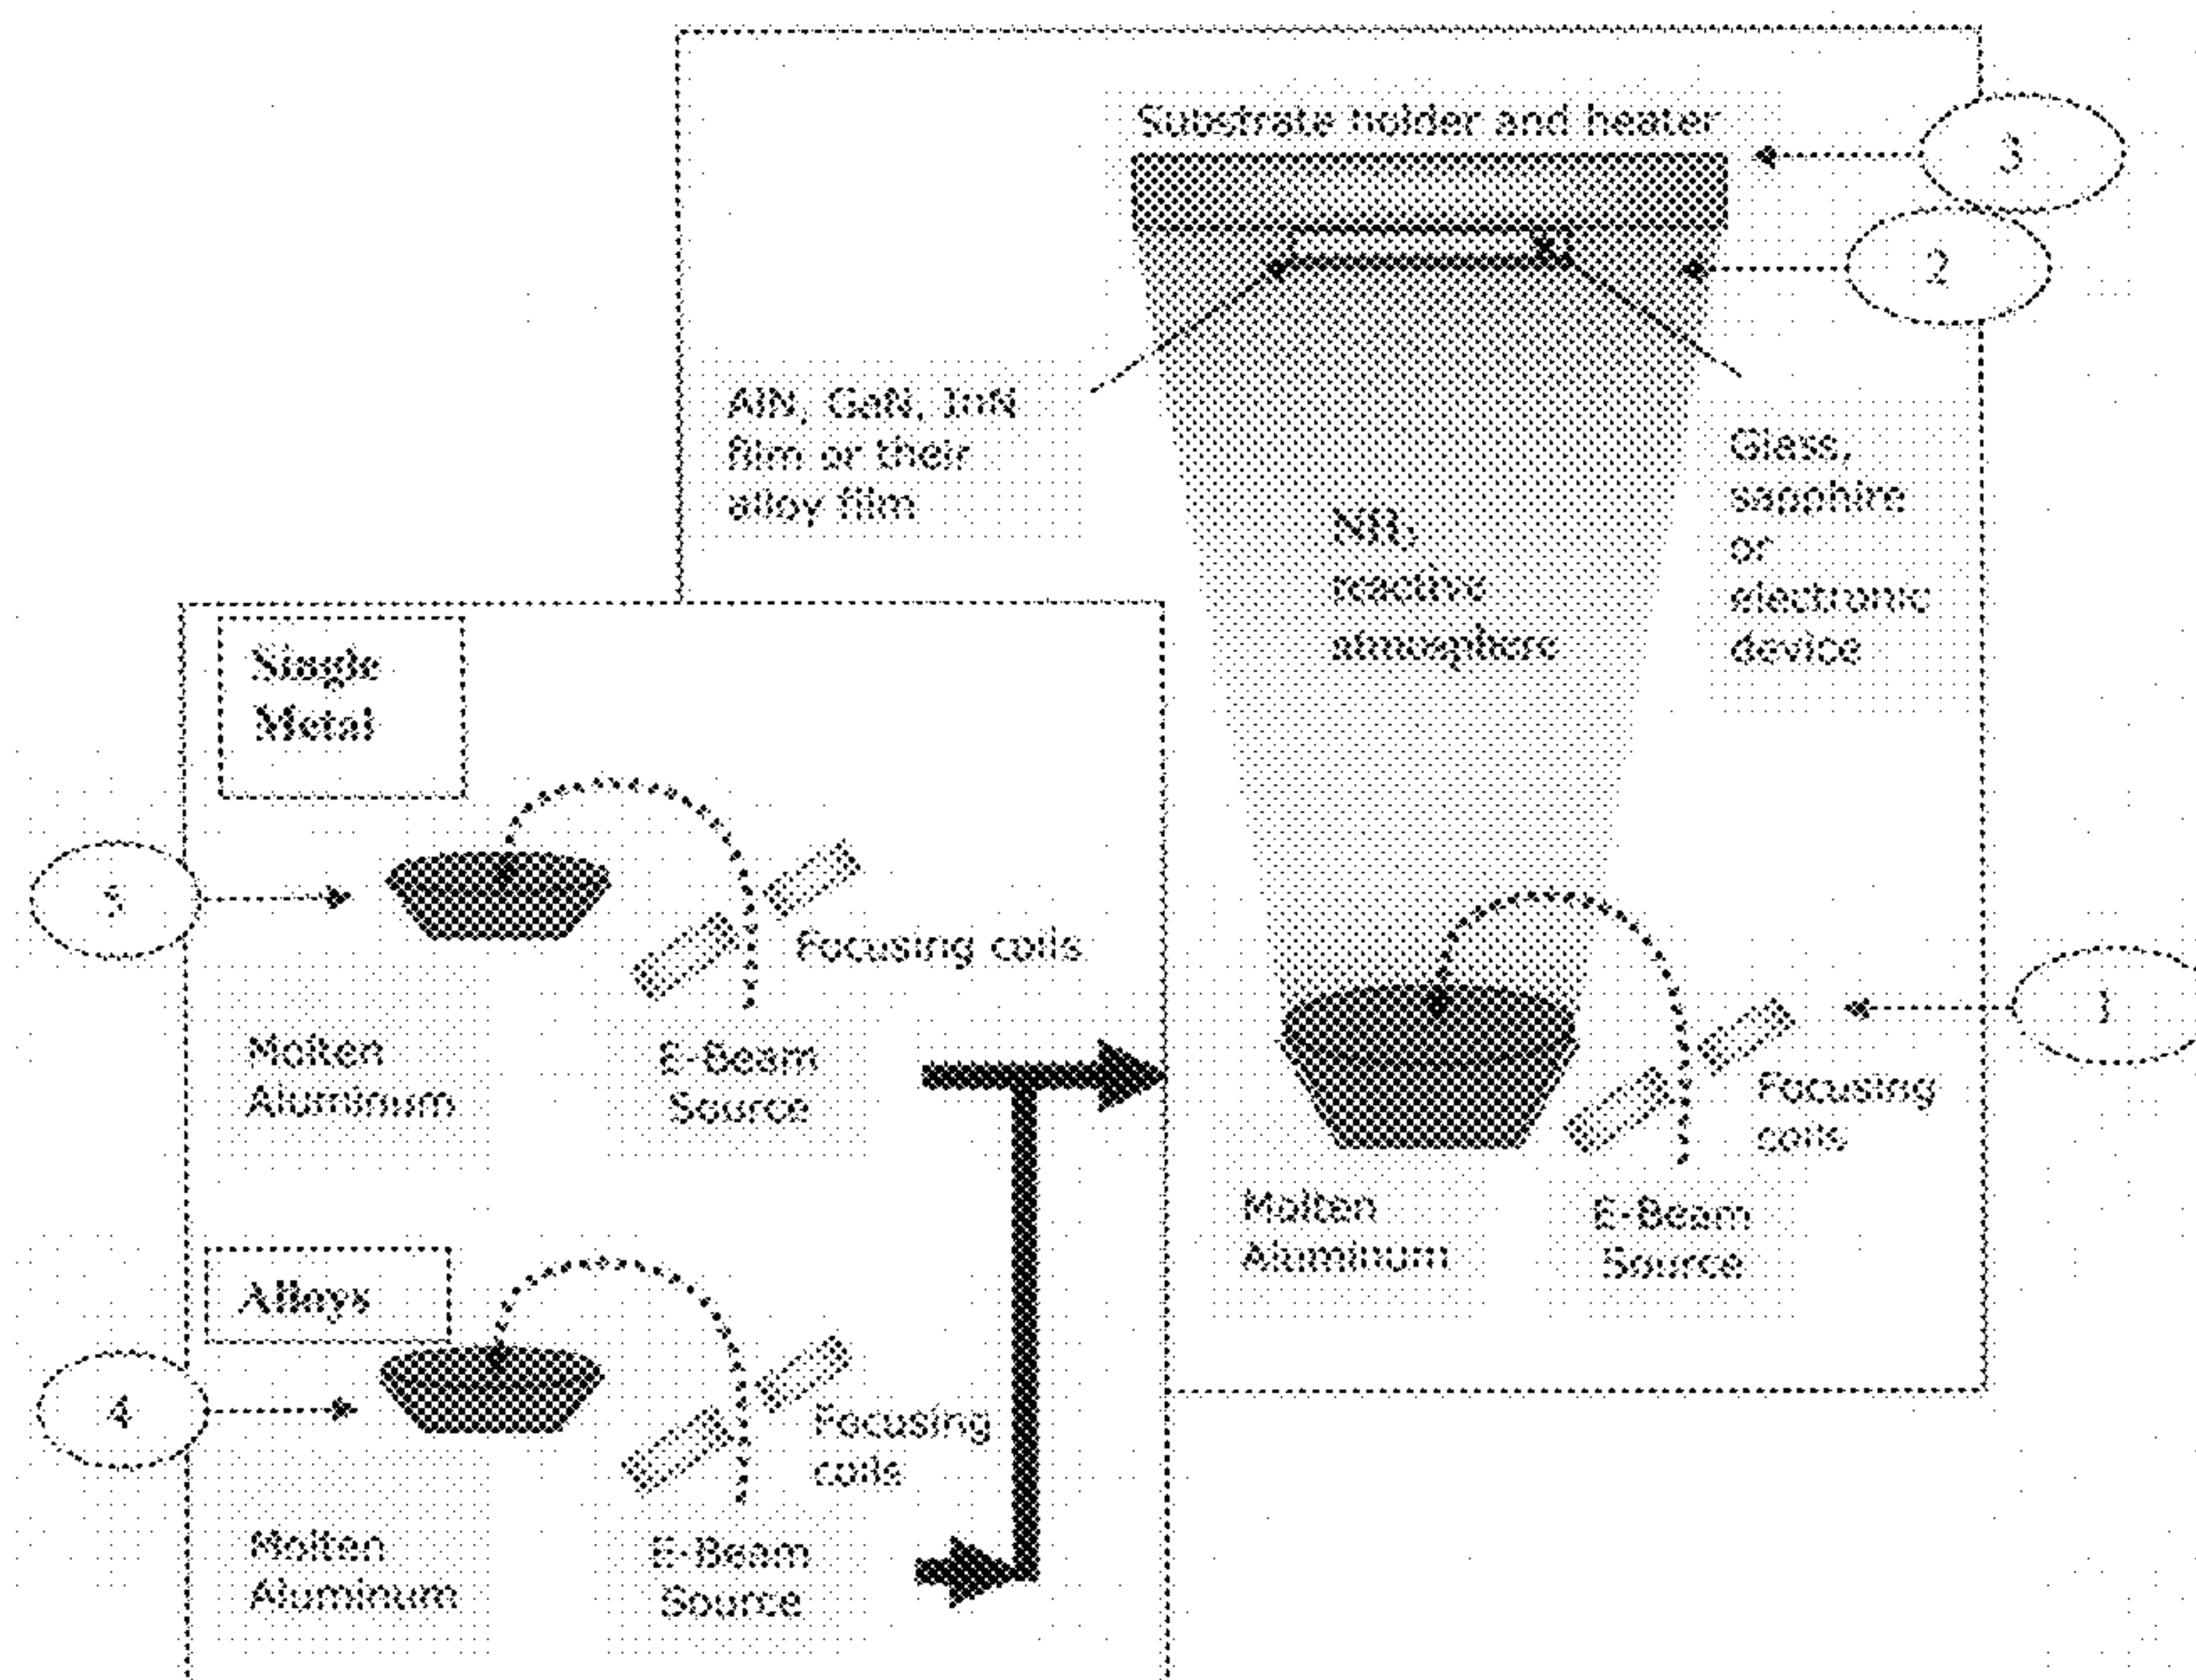 Substrate holder and heater
3
2
AlN, GaN, InN
film or their
alloy film
Glass,
sapphire
or
electronic
device
NH3
reactive
atmosphere
Single
Metal
5
Focusing coils
Molten
Aluminum
E-Beam
Source
1
Focusing
coils
Molten
Aluminum
E-Beam
Source
Alloys
4
Focusing
coils
Molten
Aluminum
E-Beam
Source